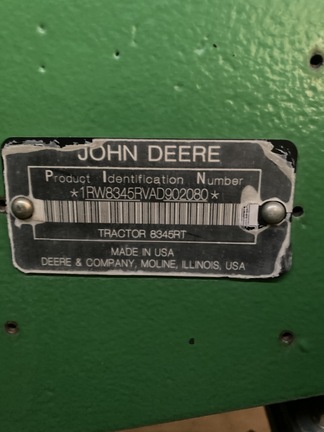 JOHN DEERE
Product Identification Number
*1RW8345RVAD902080*
TRACTOR 8345RT
MADE IN USA
DEERE & COMPANY, MOLINE, ILLINOIS, USA